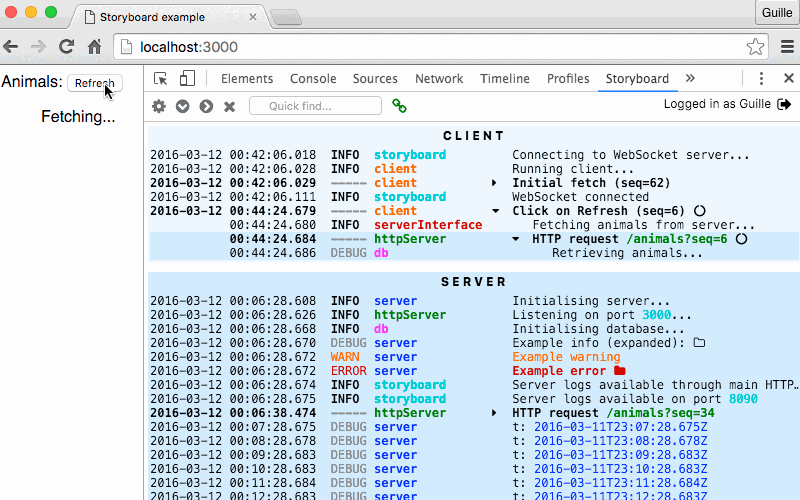 Storyboard example
Guille
localhost:3000
Animals: Refresh
Fetching...
Elements Console Sources Network Timeline Profiles Storyboard »
Quick find...
Logged in as Guille
CLIENT
2016-03-12 00:42:06.018 INFO storyboard Connecting to WebSocket server...
2016-03-12 00:42:06.028 INFO client Running client...
2016-03-12 00:42:06.029 ----- client Initial fetch (seq=62)
2016-03-12 00:42:06.111 INFO storyboard WebSocket connected
2016-03-12 00:44:24.679 ----- client Click on Refresh (seq=6)
00:44:24.680 INFO serverInterface Fetching animals from server...
00:44:24.684 ----- httpServer HTTP request /animals?seq=6
00:44:24.686 DEBUG db Retrieving animals...
SERVER
2016-03-12 00:06:28.608 INFO server Initialising server...
2016-03-12 00:06:28.626 INFO httpServer Listening on port 3000...
2016-03-12 00:06:28.668 INFO db Initialising database...
2016-03-12 00:06:28.670 DEBUG server Example info (expanded):
2016-03-12 00:06:28.672 WARN server Example warning
2016-03-12 00:06:28.672 ERROR server Example error
2016-03-12 00:06:28.674 INFO storyboard Server logs available through main HTTP…
2016-03-12 00:06:28.675 INFO storyboard Server logs available on port 8090
2016-03-12 00:06:38.474 ----- httpServer HTTP request /animals?seq=34
2016-03-12 00:07:28.675 DEBUG server t: 2016-03-11T23:07:28.675Z
2016-03-12 00:08:28.678 DEBUG server t: 2016-03-11T23:08:28.678Z
2016-03-12 00:09:28.683 DEBUG server t: 2016-03-11T23:09:28.683Z
2016-03-12 00:10:28.683 DEBUG server t: 2016-03-11T23:10:28.683Z
2016-03-12 00:11:28.684 DEBUG server t: 2016-03-11T23:11:28.684Z
2016-03-12 00:12:28.683 DEBUG server t: 2016-03-11T23:12:28.683Z